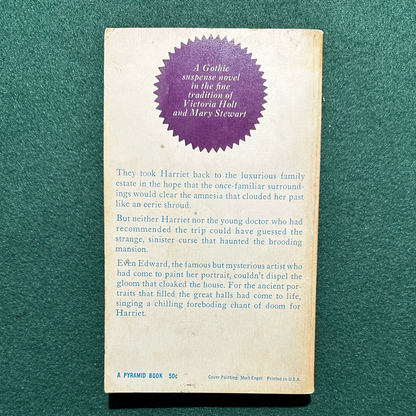 A Gothic
suspense novel
in the fine
tradition of
Victoria Holt
and Mary Stewart
They took Harriet back to the luxurious family
estate in the hope that the once-familiar surround-
ings would clear the amnesia that clouded her past
like an eerie shroud.
But neither Harriet nor the young doctor who had
recommended the trip could have guessed the
strange, sinister curse that haunted the brooding
mansion.
Even Edward, the famous but mysterious artist who
had come to paint her portrait, couldn't dispel the
gloom that cloaked the house. For the ancient por-
traits that filled the great halls had come to life,
singing a chilling foreboding chant of doom for
Harriet.
A PYRAMID BOOK 50¢
Cover Painting: Mort Engel Printed in U.S.A.